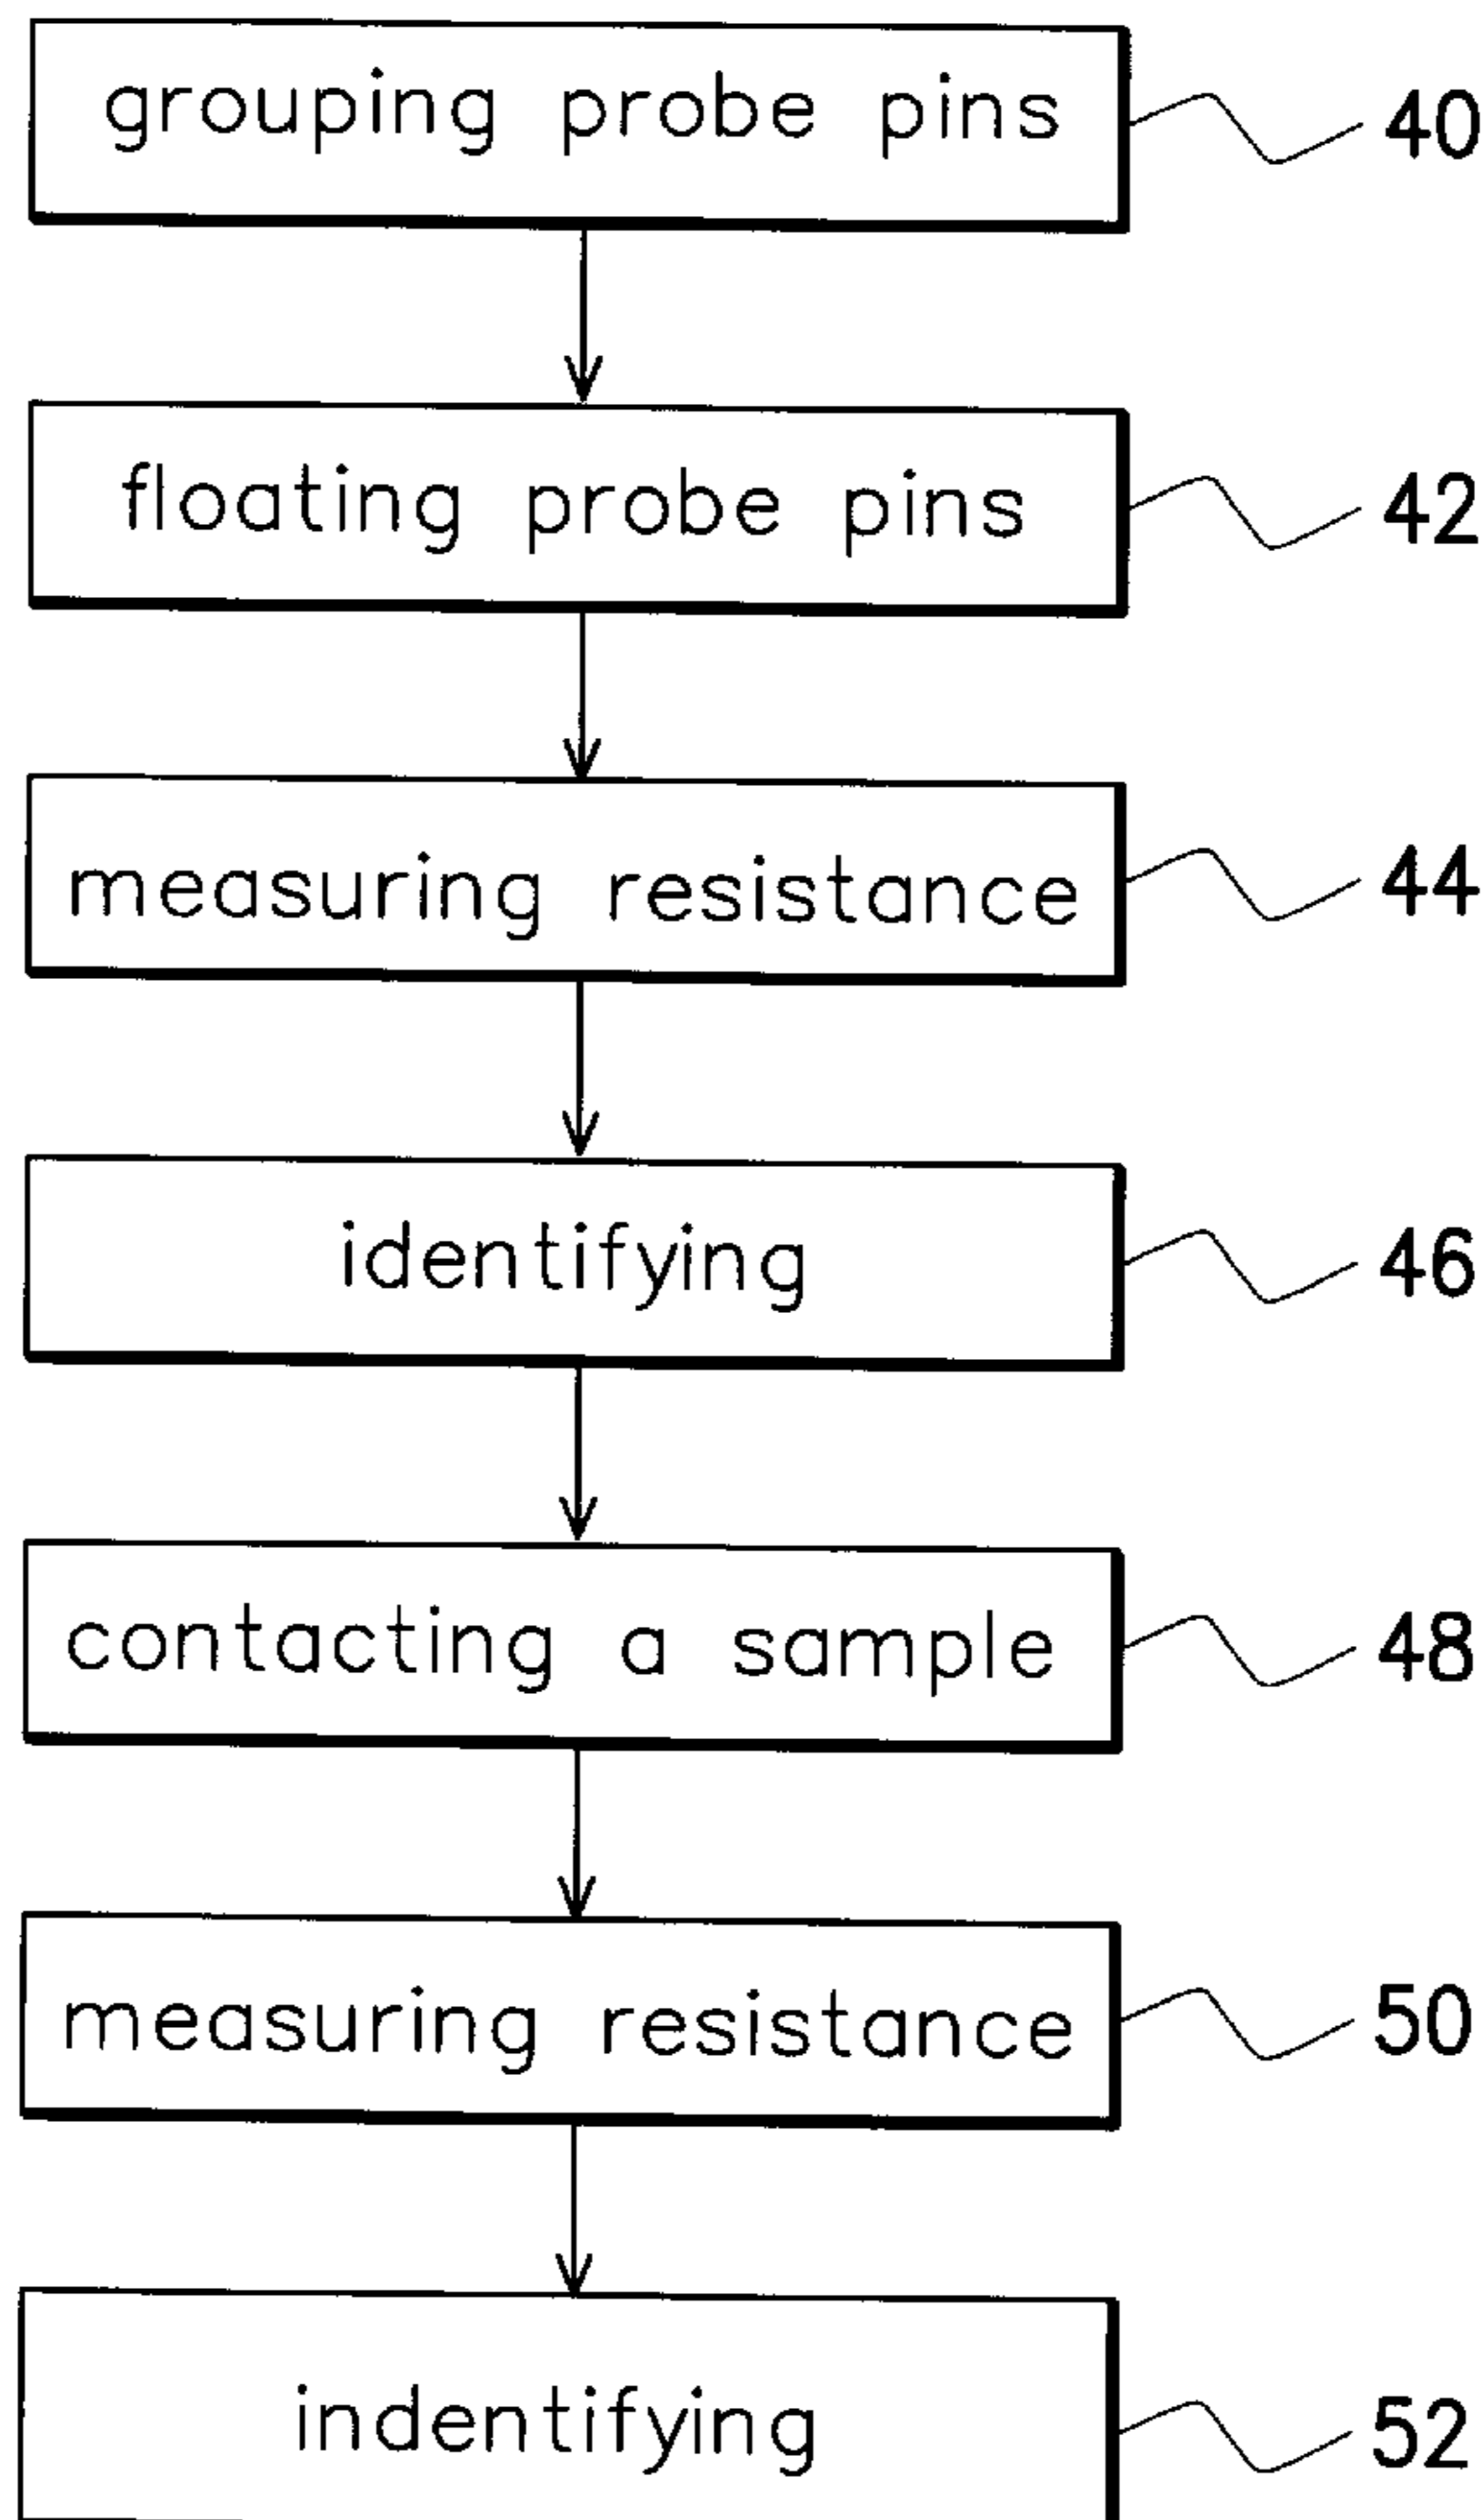 grouping probe pins 40
floating probe pins 42
measuring resistance 44
identifying 46
contacting a sample 48
measuring resistance 50
indentifying 52